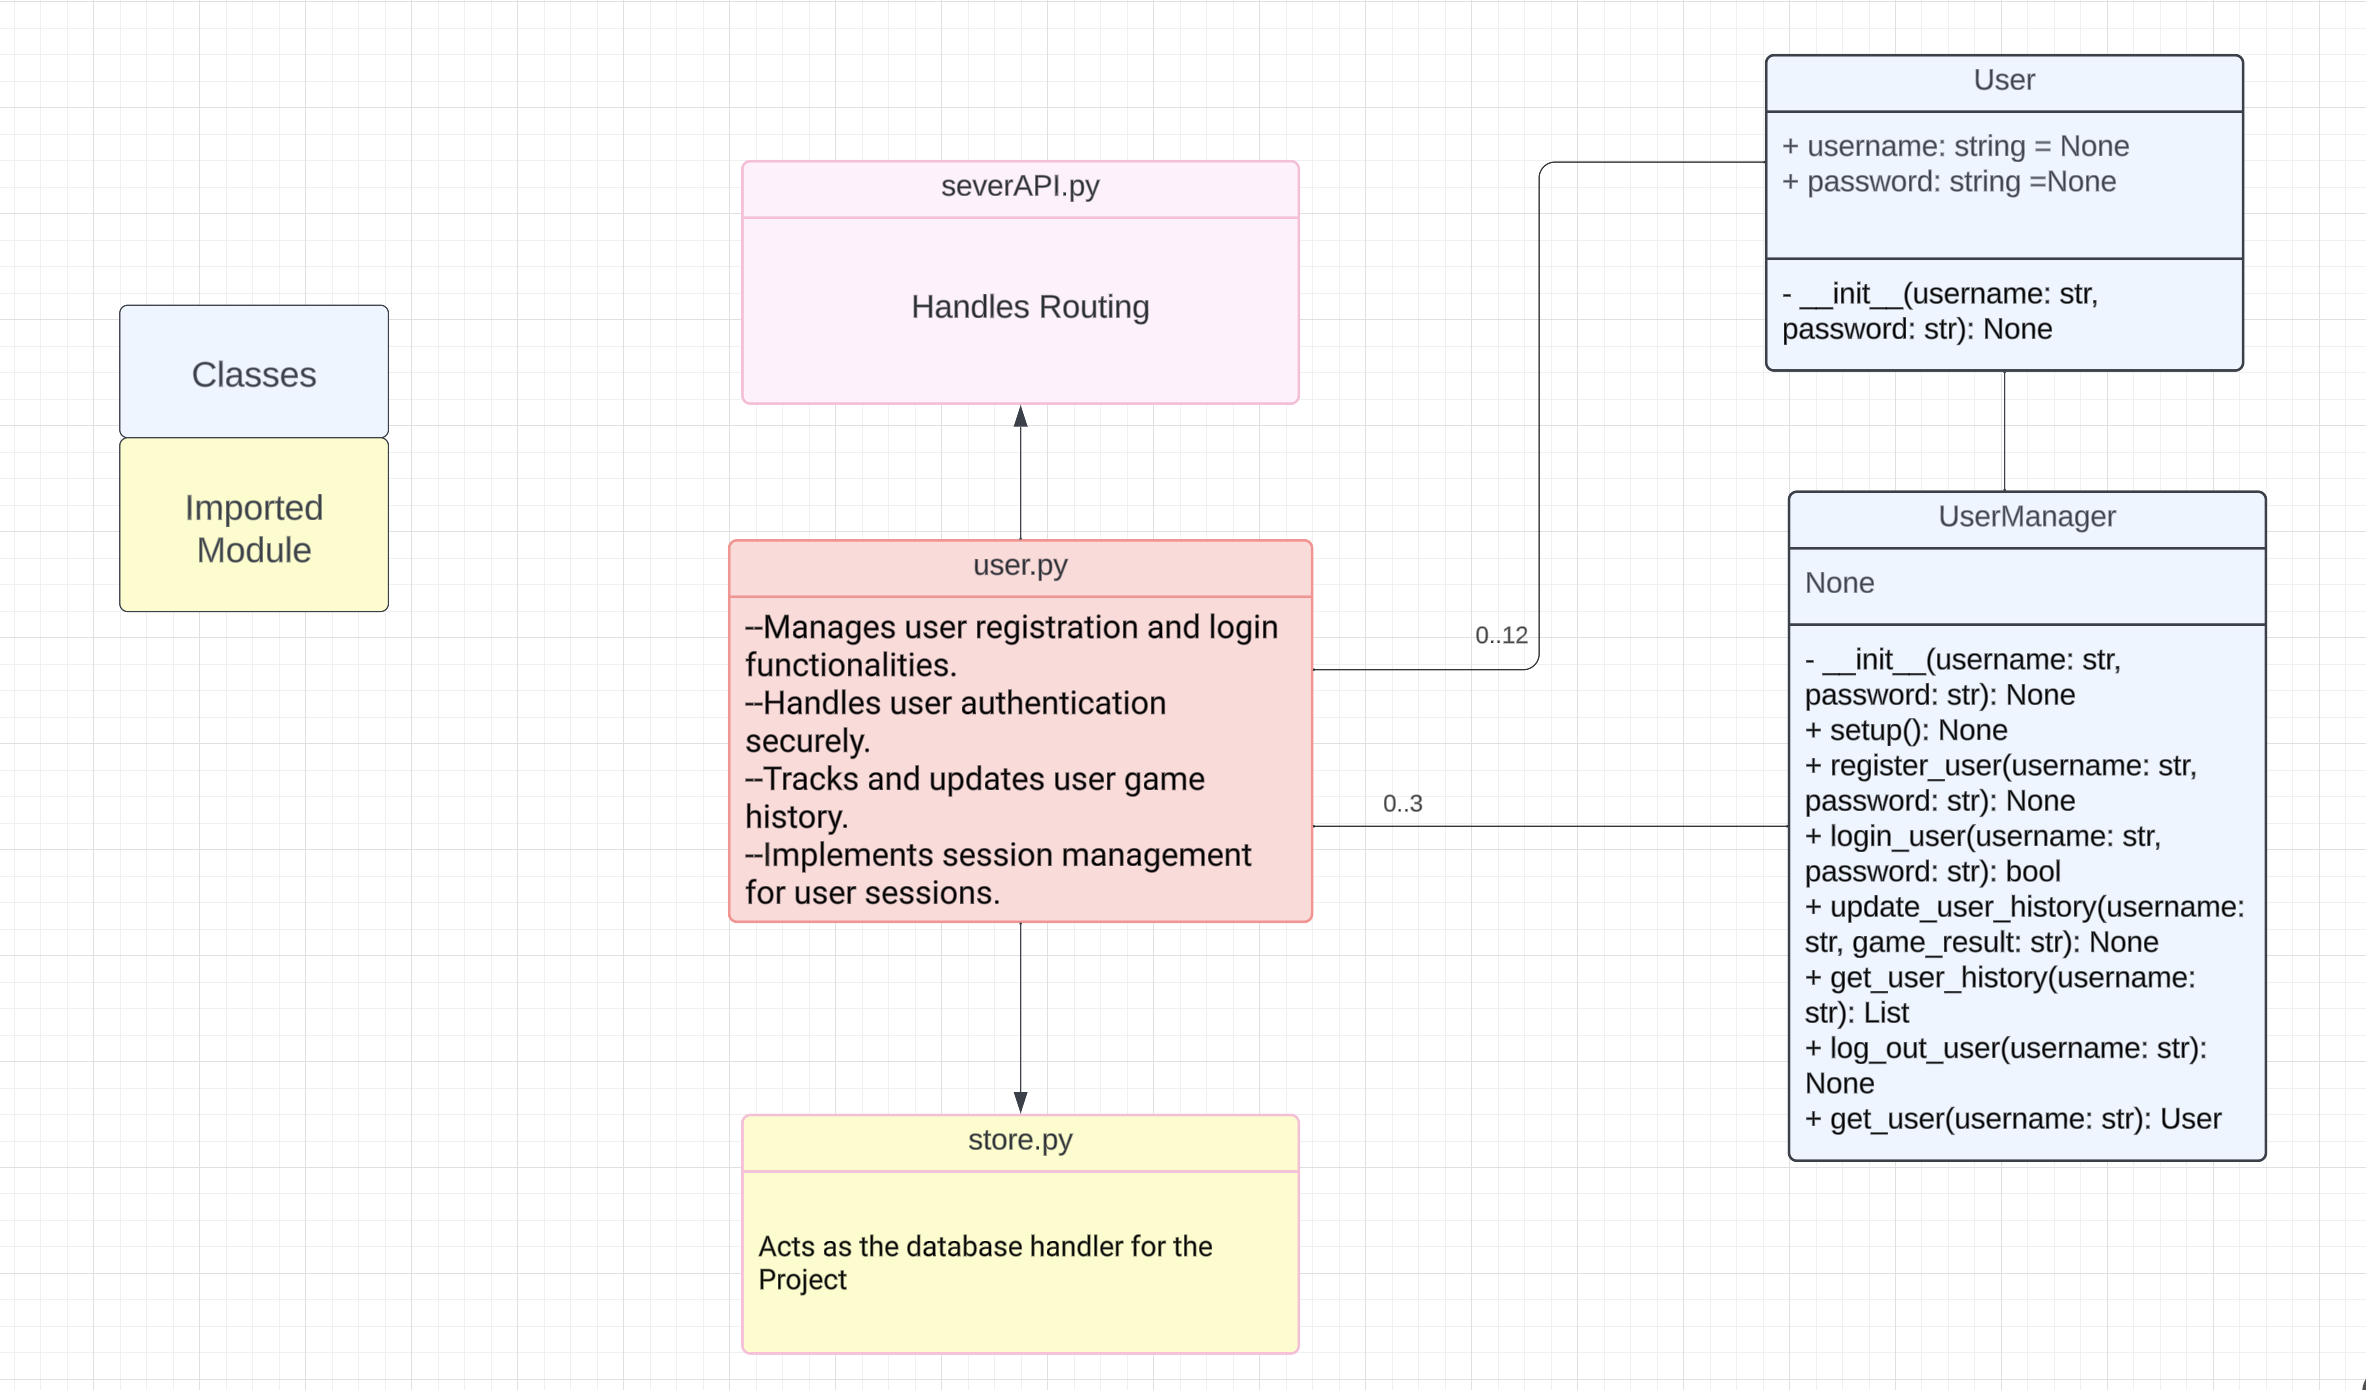 Classes
Imported
Module
severAPI.py
Handles Routing
user.py
--Manages user registration and login
functionalities.
--Handles user authentication
securely.
--Tracks and updates user game
history.
--Implements session management
for user sessions.
store.py
Acts as the database handler for the
Project
0..12
0..3
User
+ username: string = None
+ password: string =None
- __init__(username: str,
password: str): None
UserManager
None
- __init__(username: str,
password: str): None
+ setup(): None
+ register_user(username: str,
password: str): None
+ login_user(username: str,
password: str): bool
+ update_user_history(username:
str, game_result: str): None
+ get_user_history(username:
str): List
+ log_out_user(username: str):
None
+ get_user(username: str): User